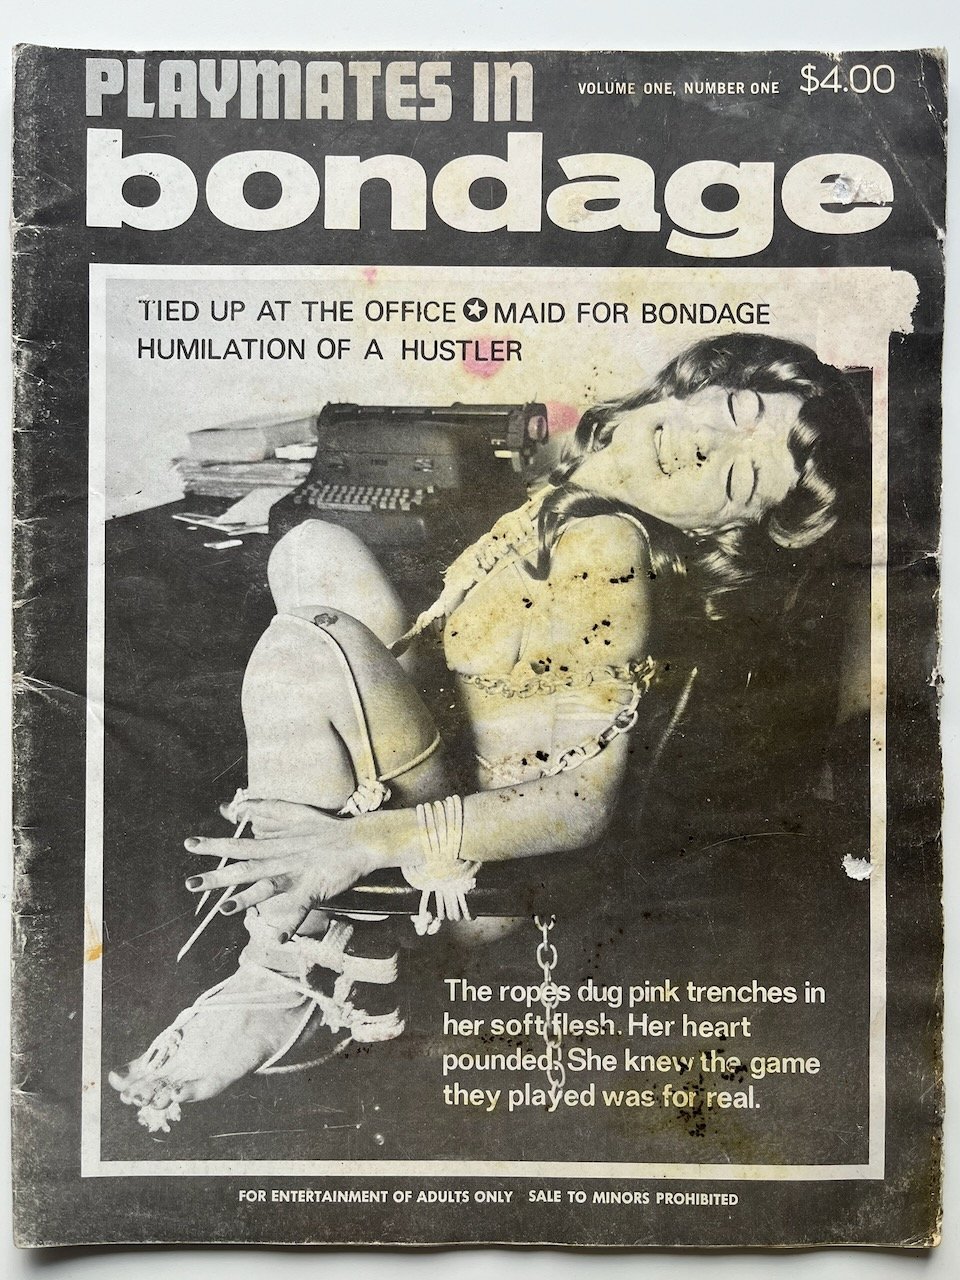 PLAYMATES IN
VOLUME ONE, NUMBER ONE $4.00
bondage
TIED UP AT THE OFFICE ✪ MAID FOR BONDAGE
HUMILATION OF A HUSTLER
The ropes dug pink trenches in
her soft flesh. Her heart
pounded. She knew the game
they played was for real.
FOR ENTERTAINMENT OF ADULTS ONLY SALE TO MINORS PROHIBITED